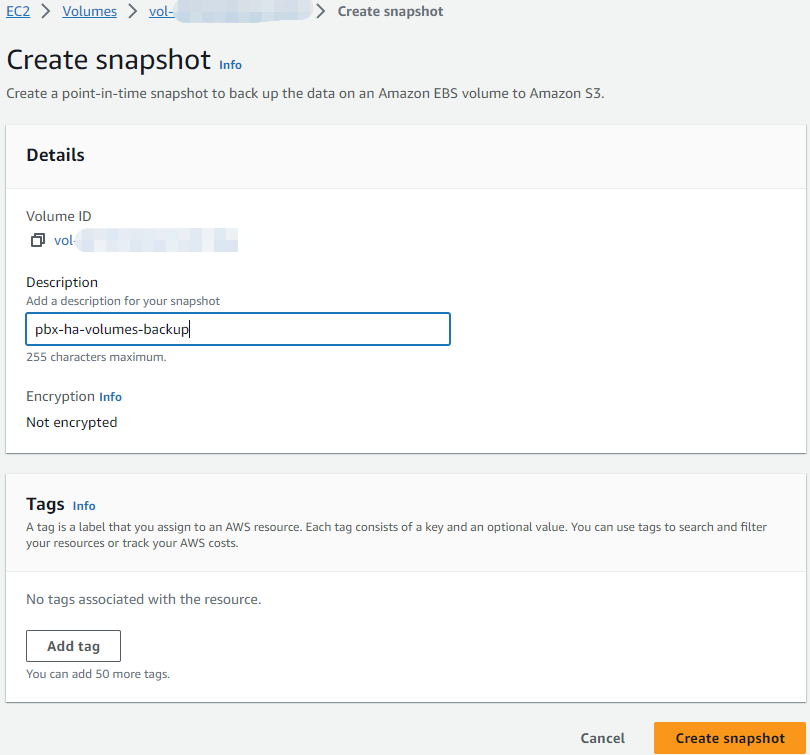 EC2 > Volumes > vol- > Create snapshot
Create snapshot Info
Create a point-in-time snapshot to back up the data on an Amazon EBS volume to Amazon S3.
Details
Volume ID
vol-
Description
Add a description for your snapshot
pbx-ha-volumes-backup
255 characters maximum.
Encryption Info
Not encrypted
Tags Info
A tag is a label that you assign to an AWS resource. Each tag consists of a key and an optional value. You can use tags to search and filter
your resources or track your AWS costs.
No tags associated with the resource.
Add tag
You can add 50 more tags.
Cancel Create snapshot